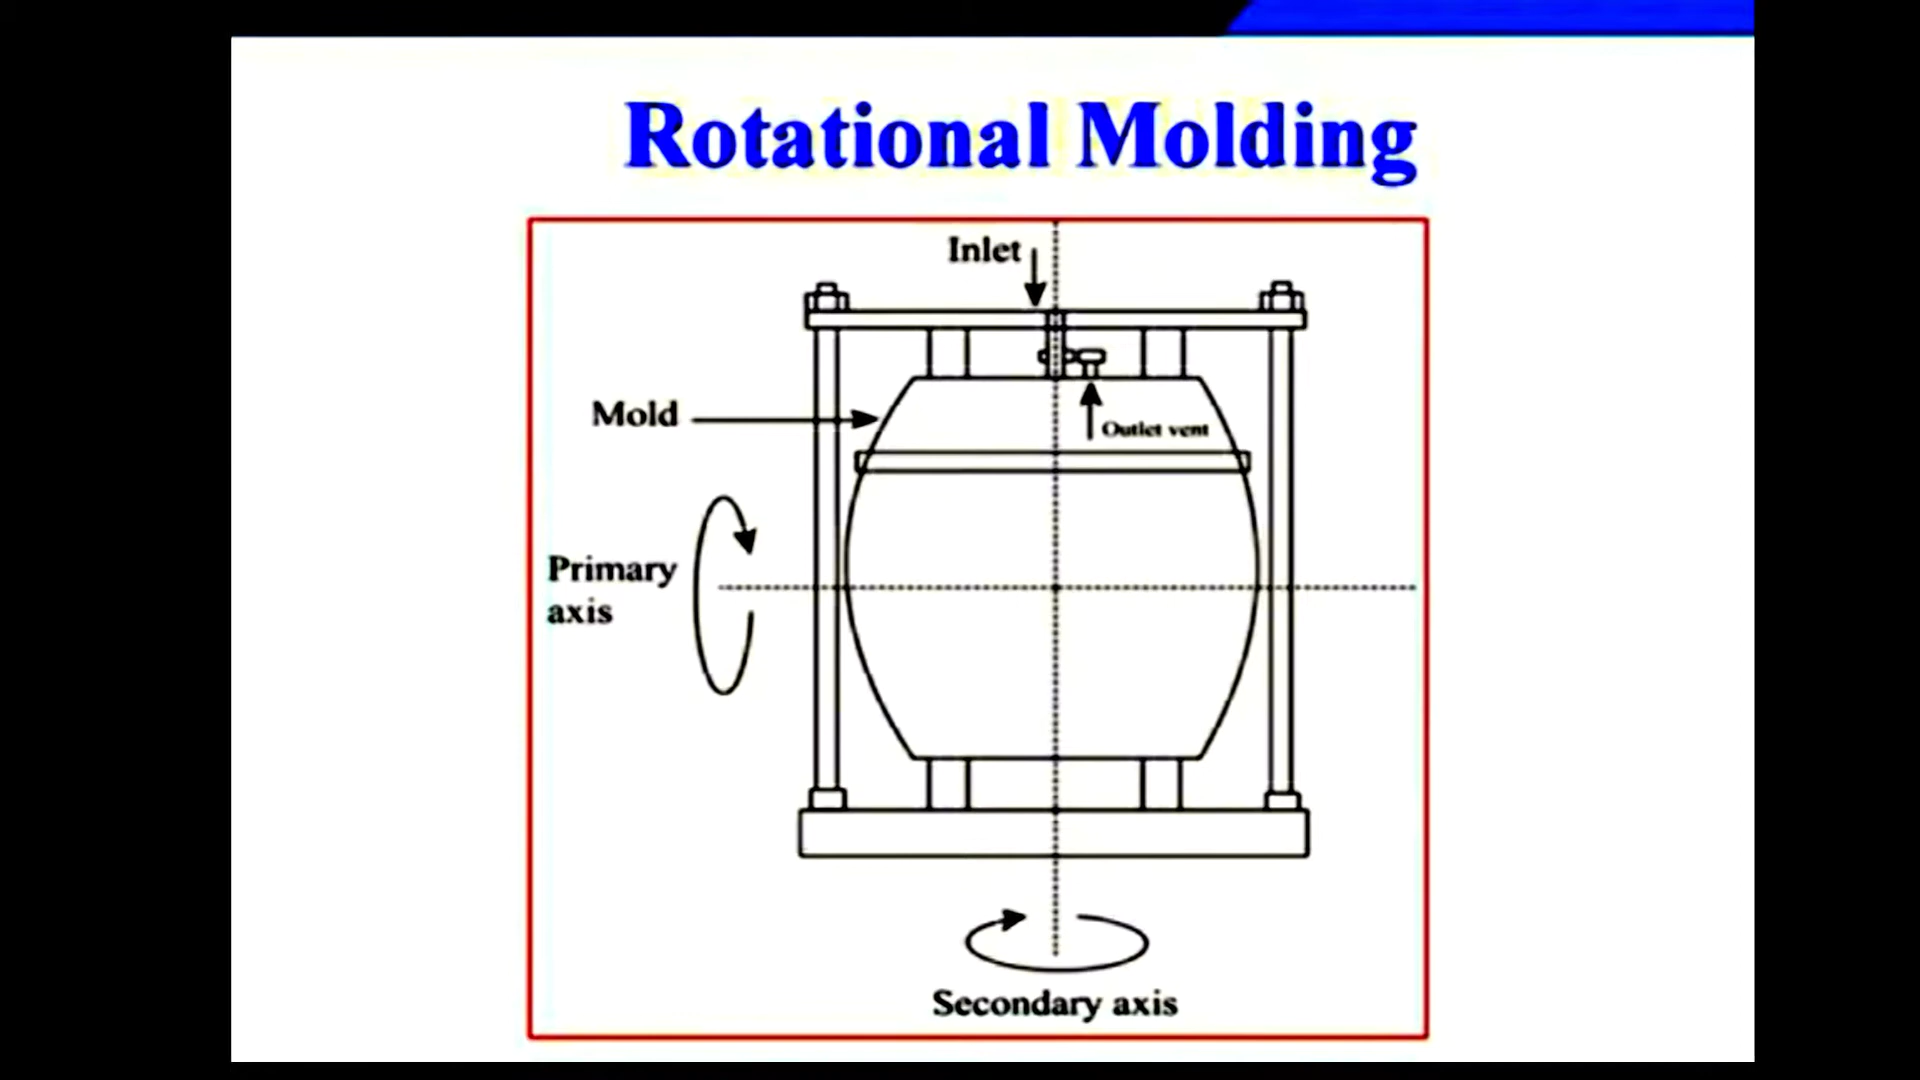 Rotational Molding
Inlet
Mold
Outlet vent
Primary
axis
Secondary axis